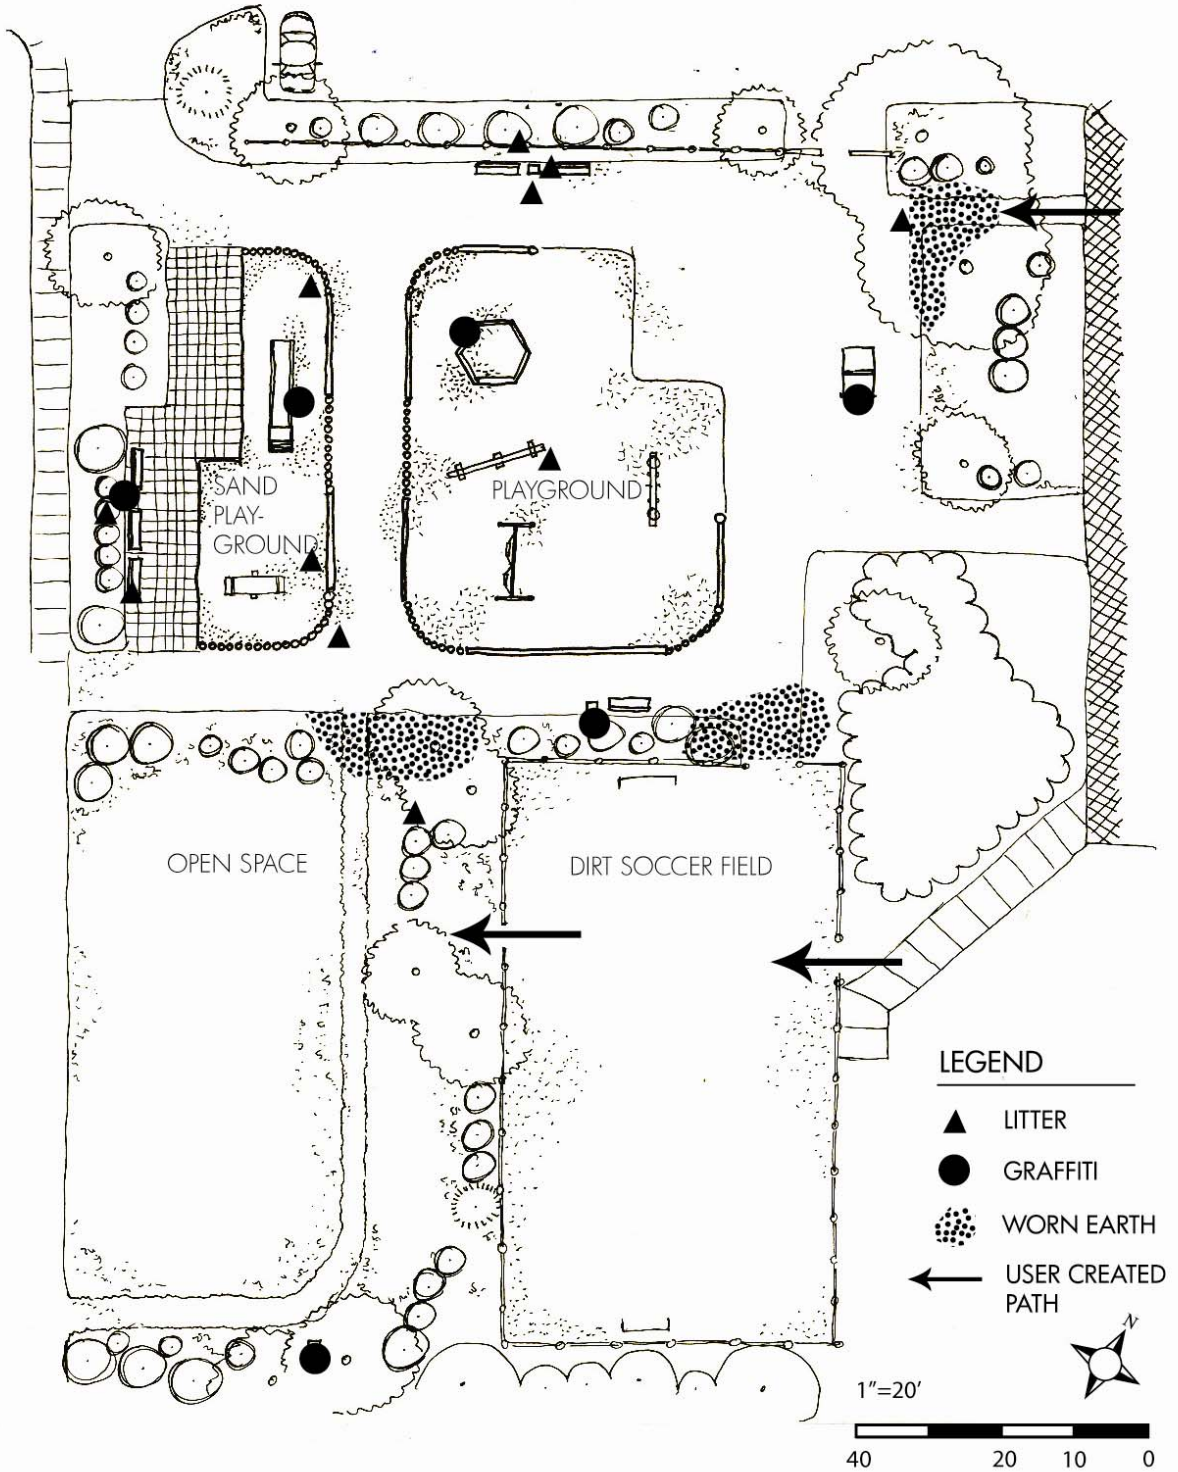 SAND
PLAY-
GROUND
PLAYGROUND
OPEN SPACE
DIRT SOCCER FIELD
LEGEND
LITTER
GRAFFITI
WORN EARTH
USER CREATED
PATH
N
1"=20'
40 20 10 0